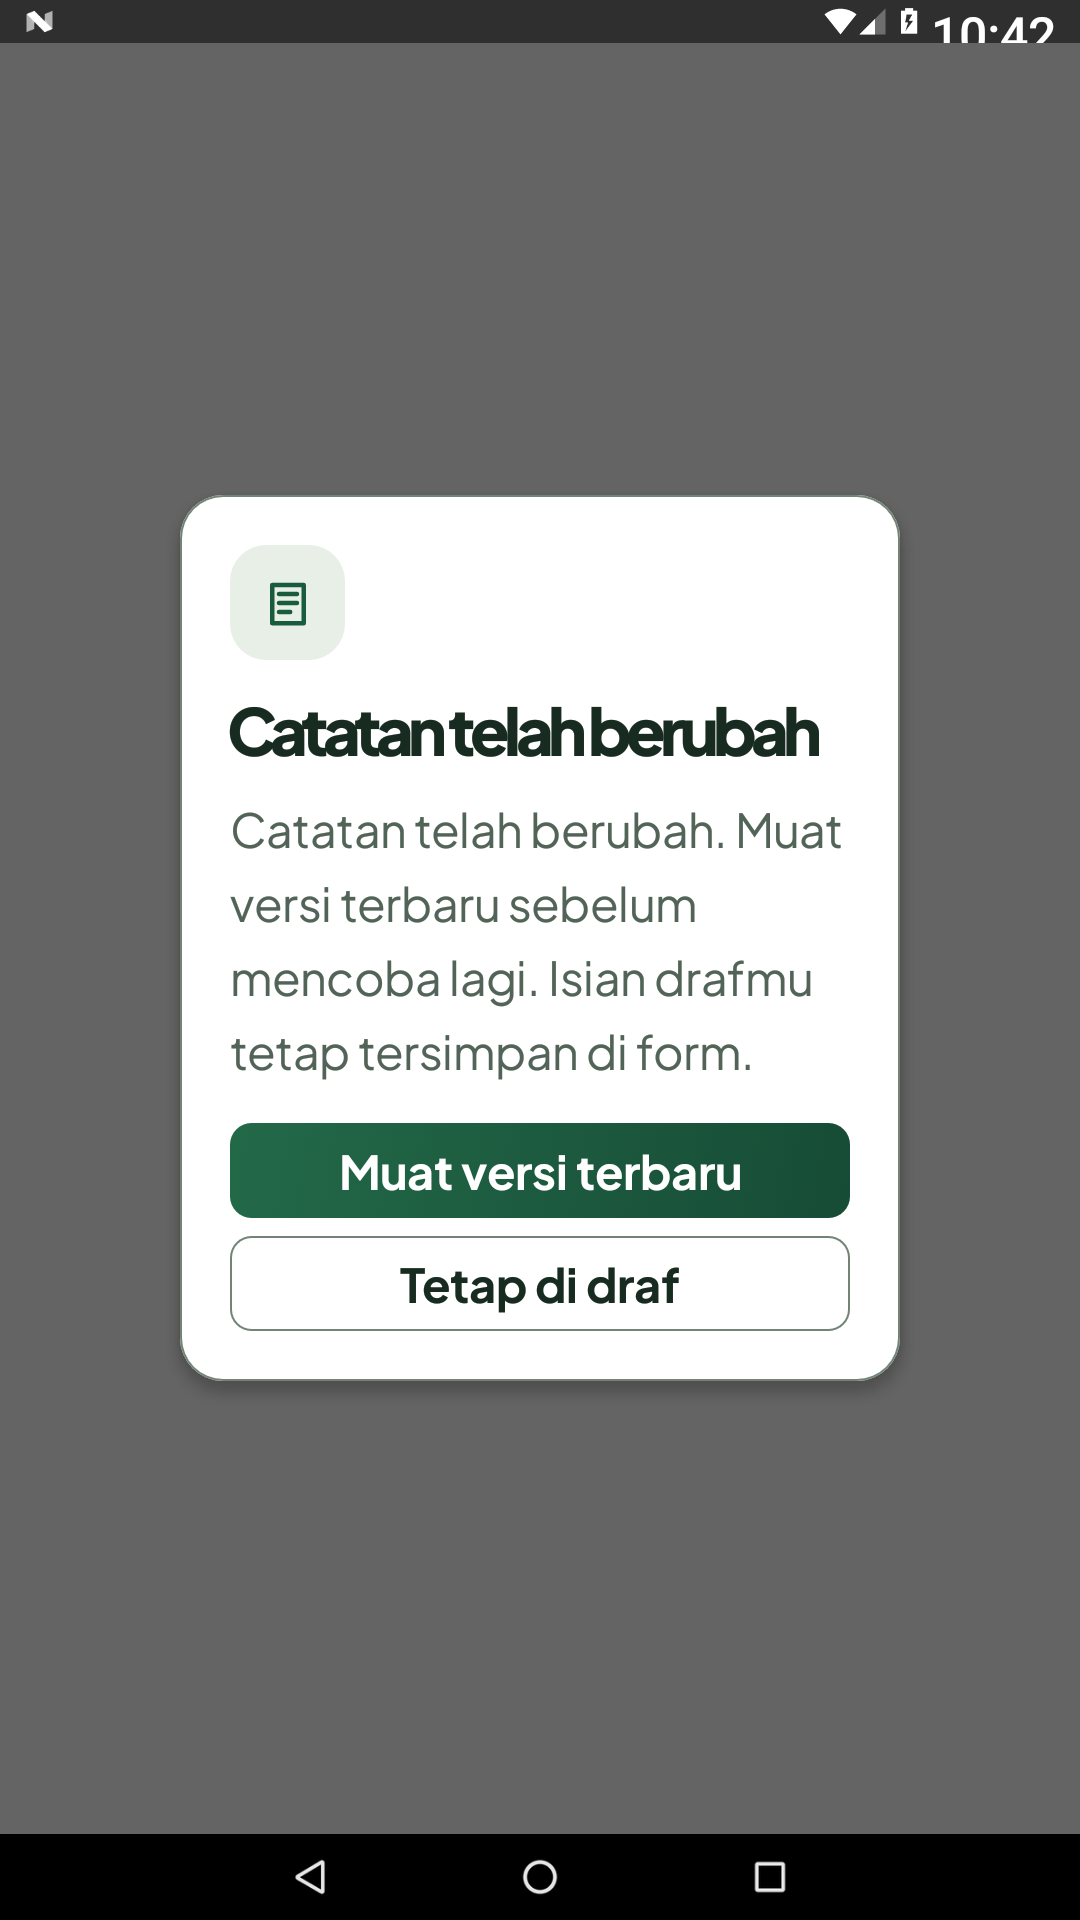 10:42
Catatan telah berubah
Catatan telah berubah. Muat
versi terbaru sebelum
mencoba lagi. Isian drafmu
tetap tersimpan di form.
Muat versi terbaru
Tetap di draf